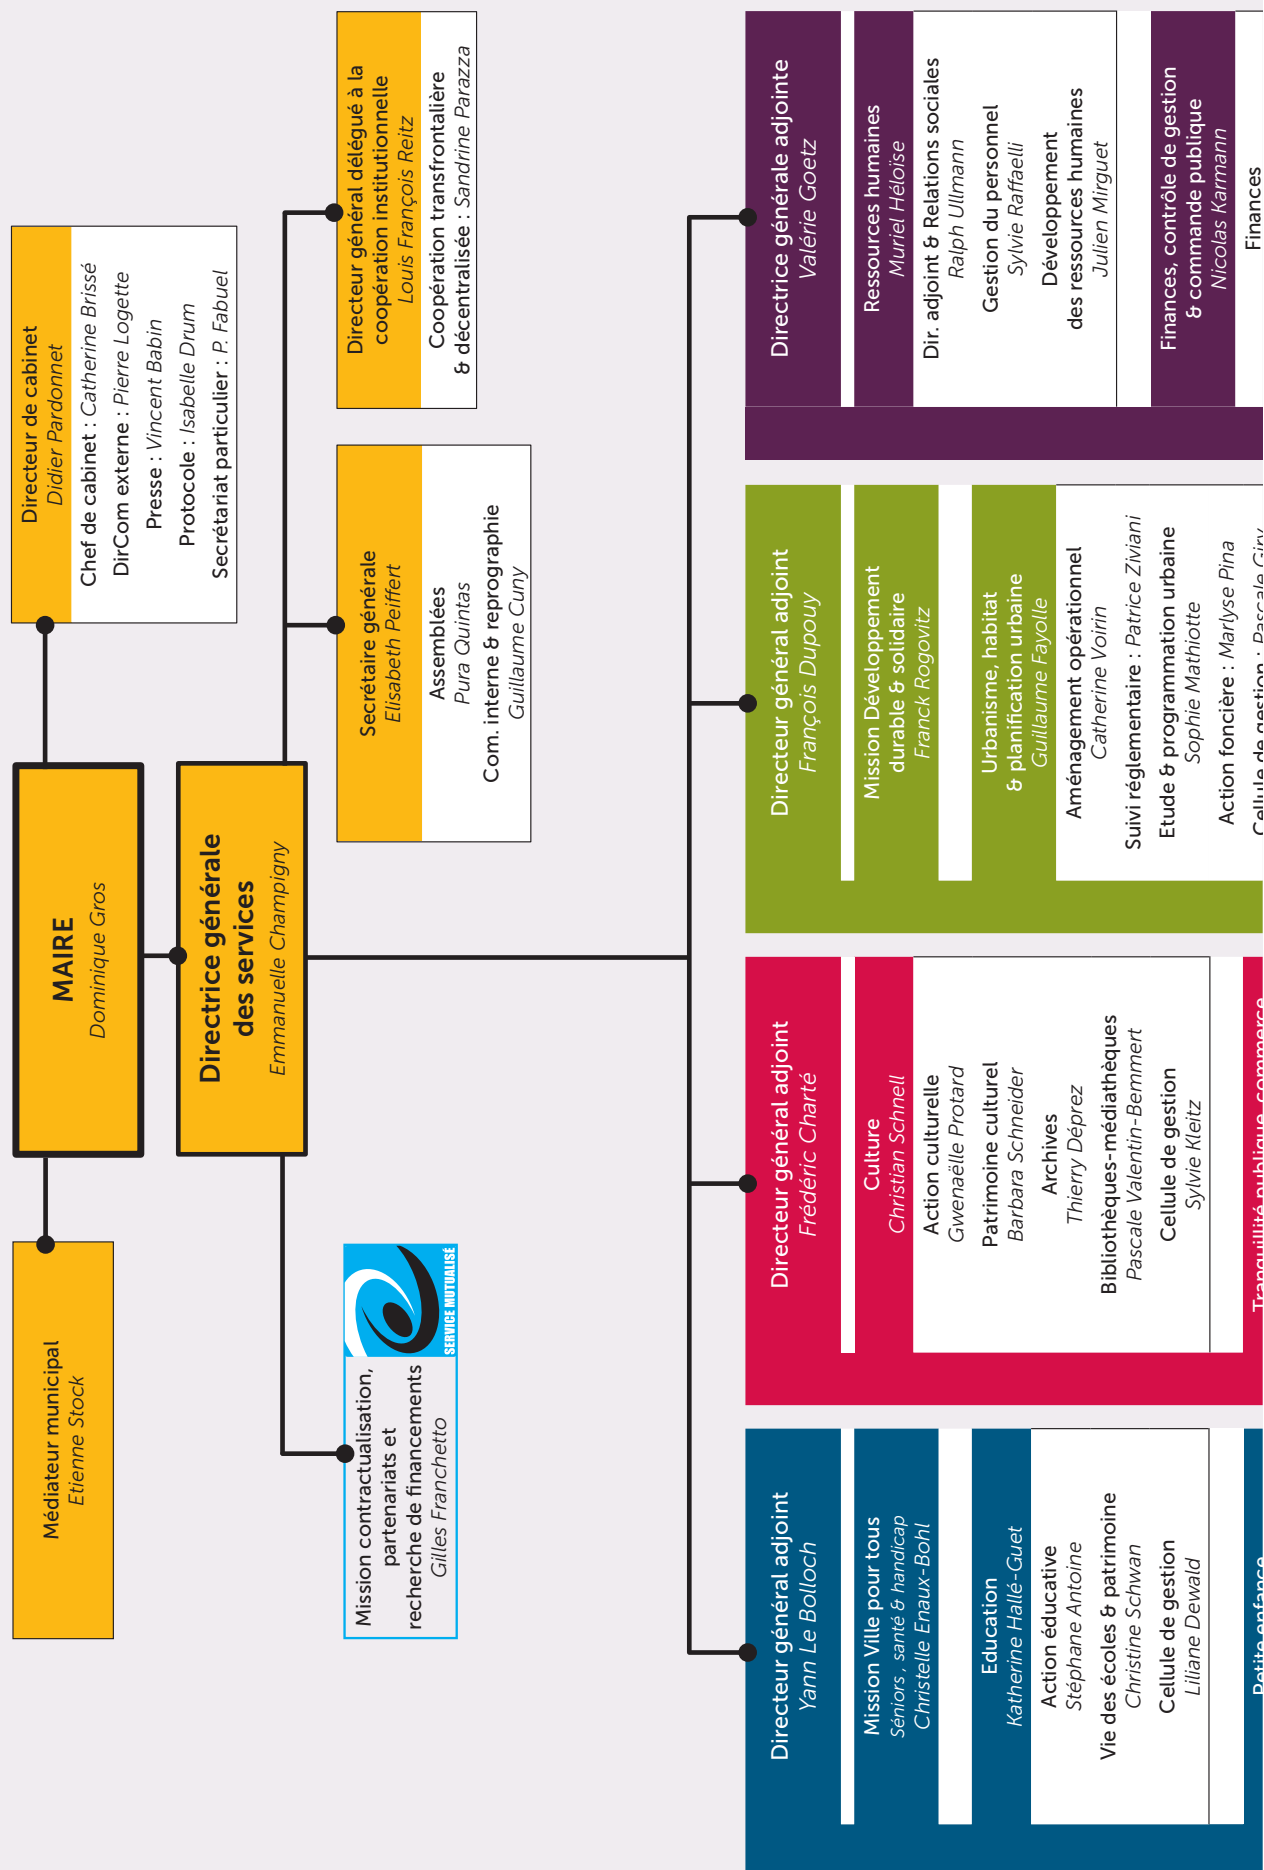 MAIRE
Dominique Gros
Médiateur municipal
Etienne Stock
Directeur de cabinet
Didier Pardonnet
Chef de cabinet : Catherine Brissé
DirCom externe : Pierre Logette
Presse : Vincent Babin
Protocole : Isabelle Drum
Secrétariat particulier : P. Fabuel
Directrice générale
des services
Emmanuelle Champigny
Mission contractualisation,
partenariats et
recherche de financements
Gilles Franchetto
SERVICE MUTUALISÉ
Secrétaire générale
Elisabeth Peiffert
Assemblées
Pura Quintas
Com. interne & reprographie
Guillaume Cuny
Directeur général délégué à la
coopération institutionnelle
Louis François Reitz
Coopération transfrontalière
& décentralisée : Sandrine Parazza
Directeur général adjoint
Yann Le Bolloch
Mission Ville pour tous
Séniors , santé & handicap
Christelle Enaux-Bohl
Education
Katherine Hallé-Guet
Action éducative
Stéphane Antoine
Vie des écoles & patrimoine
Christine Schwan
Cellule de gestion
Liliane Dewald
Petite enfance
Directeur général adjoint
Frédéric Charté
Culture
Christian Schnell
Action culturelle
Gwenaëlle Protard
Patrimoine culturel
Barbara Schneider
Archives
Thierry Déprez
Bibliothèques-médiathèques
Pascale Valentin-Bemmert
Cellule de gestion
Sylvie Kleitz
Tranquillité publique, commerce
Directeur général adjoint
François Dupouy
Mission Développement
durable & solidaire
Franck Rogovitz
Urbanisme, habitat
& planification urbaine
Guillaume Fayolle
Aménagement opérationnel
Catherine Voirin
Suivi réglementaire : Patrice Ziviani
Etude & programmation urbaine
Sophie Mathiotte
Action foncière : Marlyse Pina
Cellule de gestion : Pascale Giry
Directrice générale adjointe
Valérie Goetz
Ressources humaines
Muriel Héloïse
Dir. adjoint & Relations sociales
Ralph Ullmann
Gestion du personnel
Sylvie Raffaelli
Développement
des ressources humaines
Julien Mirguet
Finances, contrôle de gestion
& commande publique
Nicolas Karmann
Finances